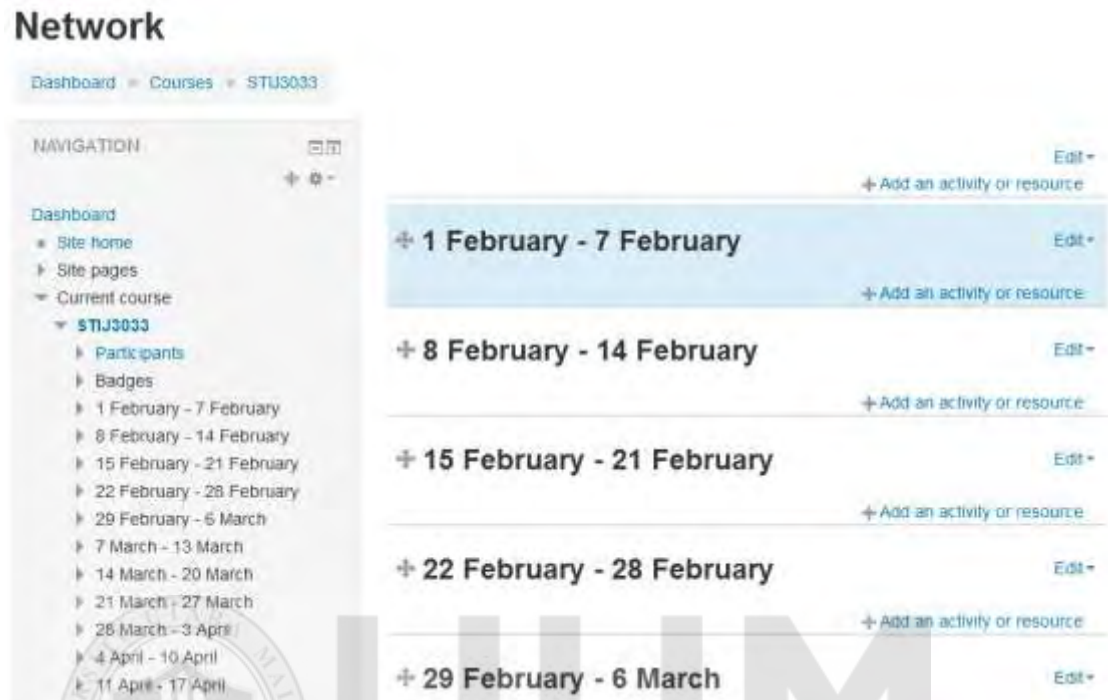 Network
Dashboard Courses STIJ3033
NAVIGATION
Dashboard
Site home
Site pages
Current course
STIJ3033
Participants
Badges
1 February - 7 February
8 February - 14 February
15 February - 21 February
22 February - 28 February
29 February - 6 March
7 March - 13 March
14 March - 20 March
21 March - 27 March
28 March - 3 April
4 April - 10 April
11 April - 17 April
Edit
Add an activity or resource
1 February - 7 February
Edit
Add an activity or resource
8 February - 14 February
Edit
Add an activity or resource
15 February - 21 February
Edit
Add an activity or resource
22 February - 28 February
Edit
Add an activity or resource
29 February - 6 March
Edit